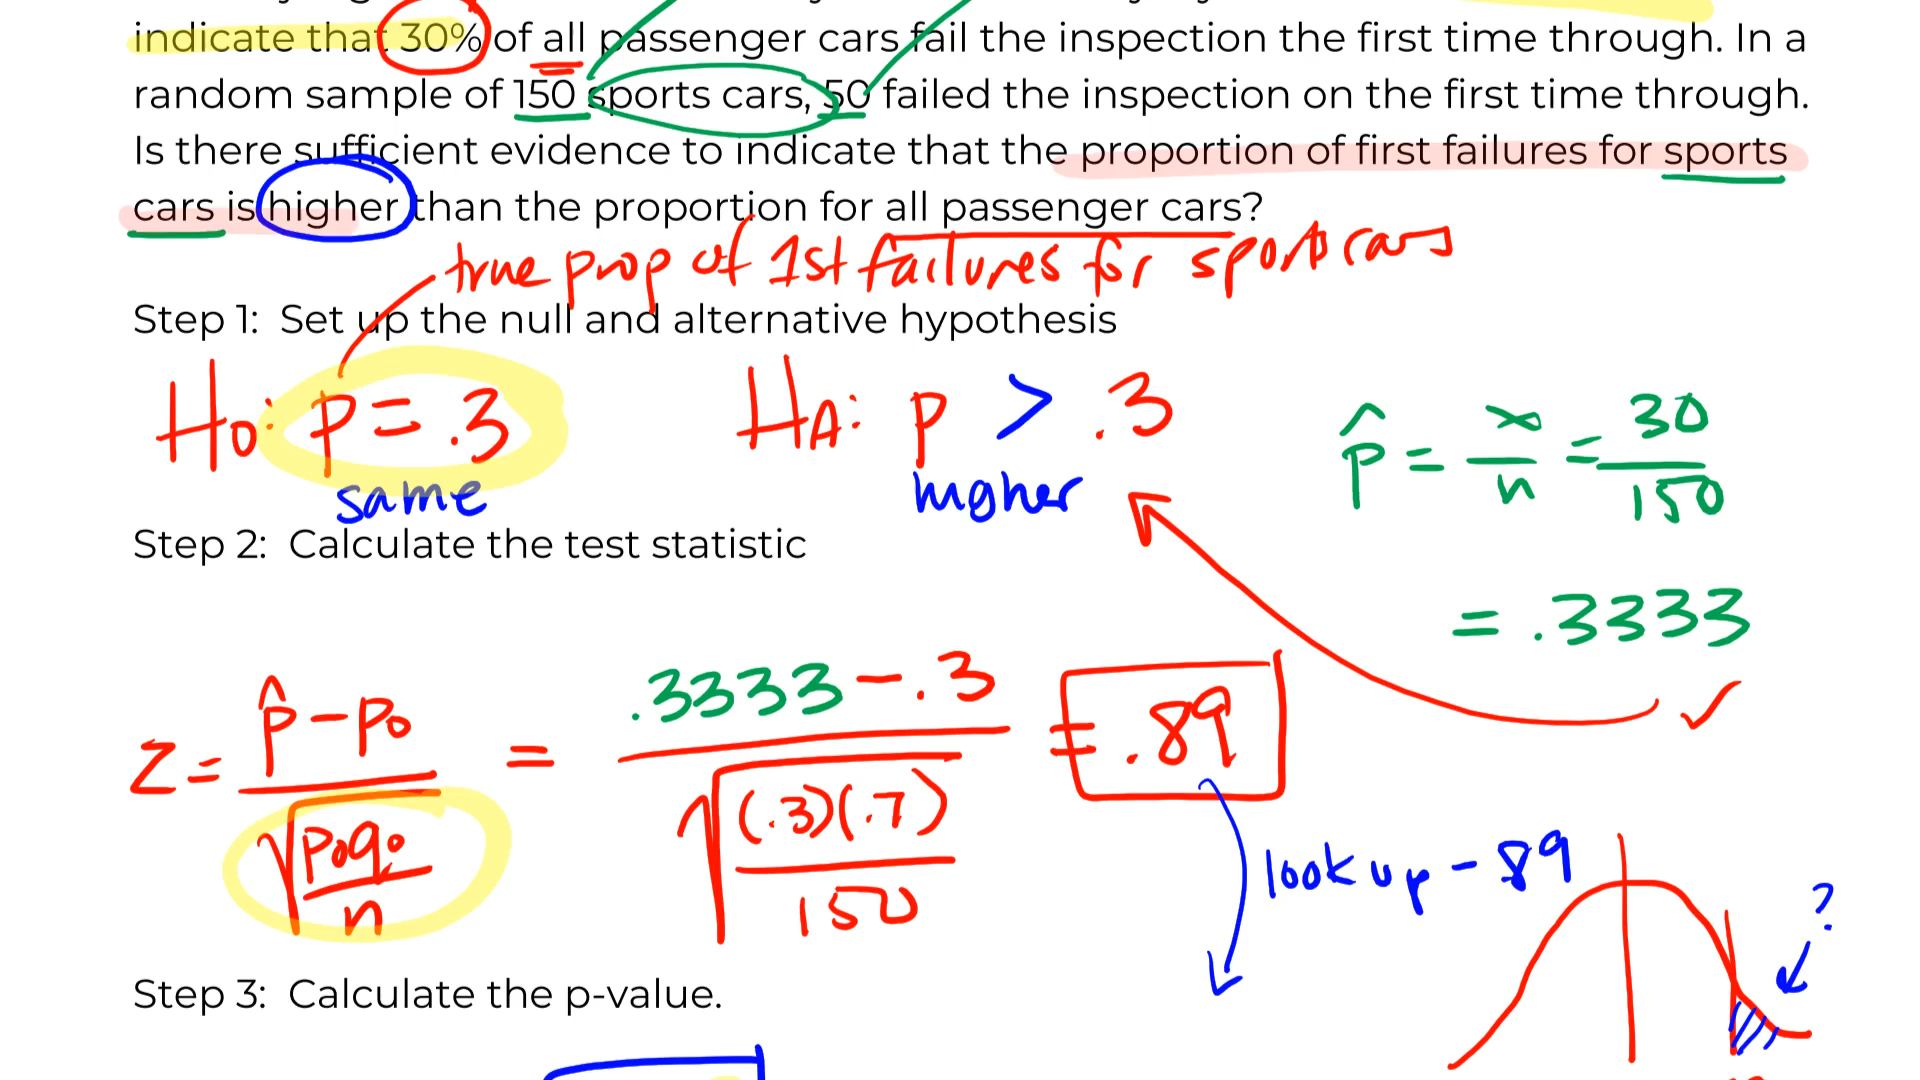 indicate that 30% of all passenger cars fail the inspection the first time through. In a
random sample of 150 sports cars, 50 failed the inspection on the first time through.
Is there sufficient evidence to indicate that the proportion of first failures for sports
cars is higher than the proportion for all passenger cars?
true prop of 1st failures for sports cars
Step 1: Set up the null and alternative hypothesis
H0: p = .3
HA: p > .3
same
higher
p̂ = x/n = 30/150
= .3333 ✓
Step 2: Calculate the test statistic
z = (p̂ - p0)/√(p0q0/n) = (.3333 - .3)/√((.3)(.7)/150) = .89
look up -89
?
Step 3: Calculate the p-value.